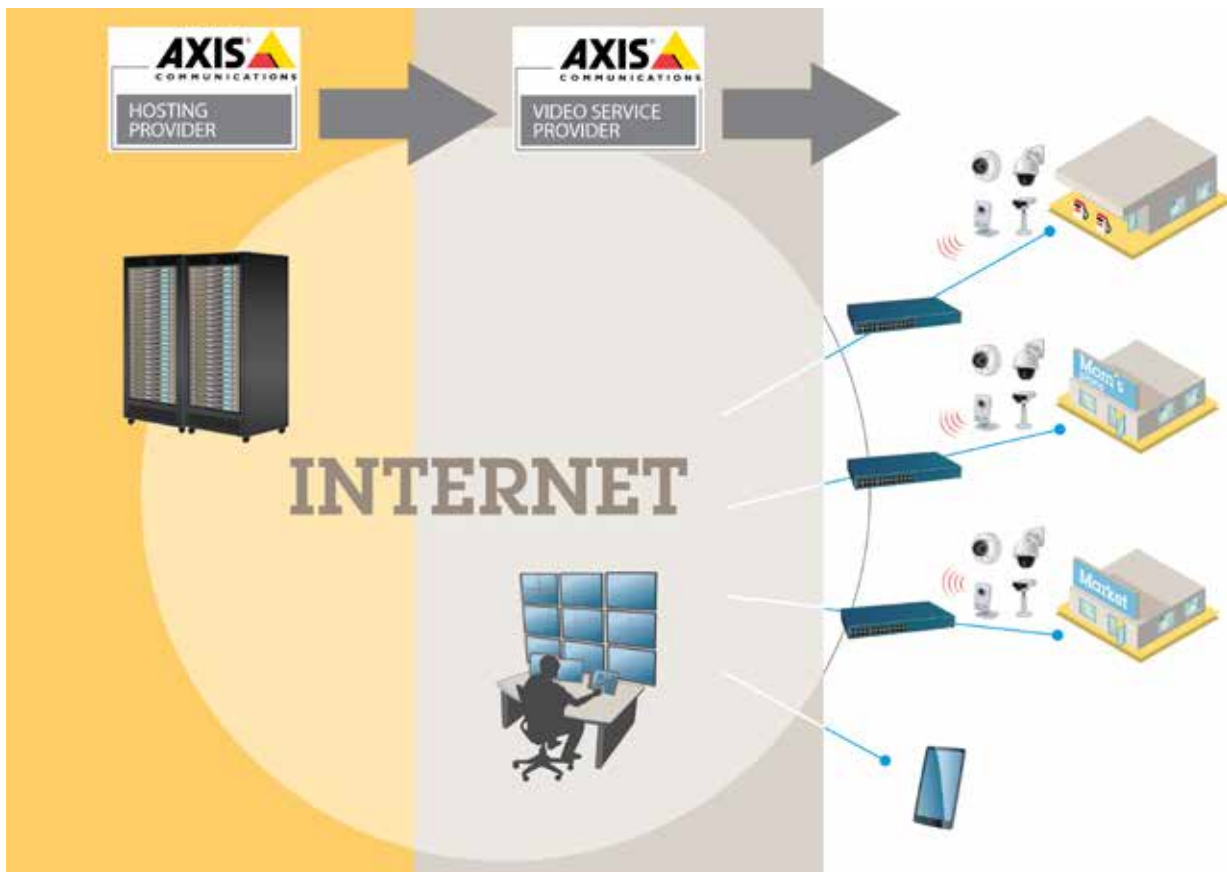 AXIS
COMMUNICATIONS
HOSTING
PROVIDER
AXIS
COMMUNICATIONS
VIDEO SERVICE
PROVIDER
INTERNET
Mom's
Market